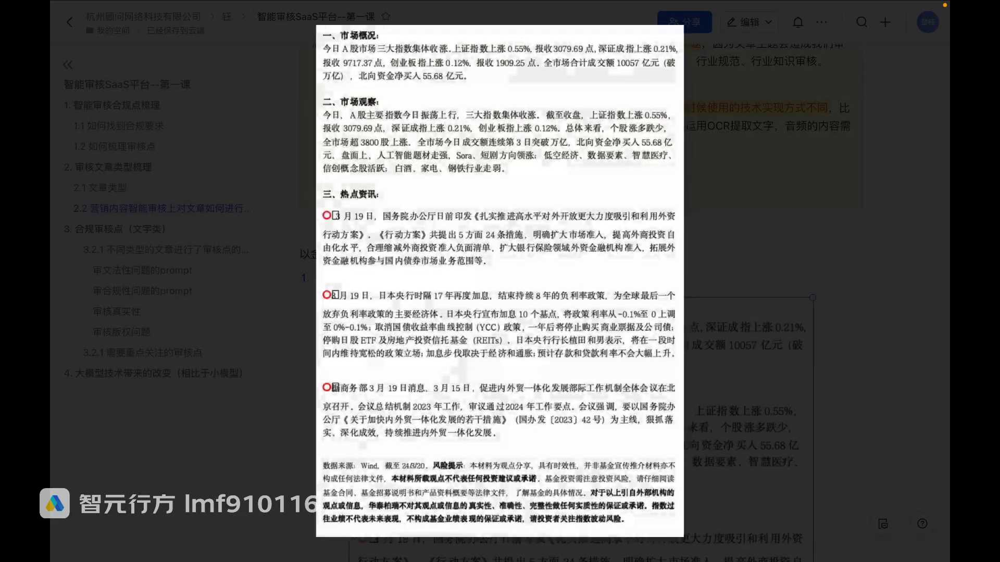 杭州顾问网络科技有限公司 > 钰 > 智能审核SaaS平台--第一课
我的空间 已经保存到云端
分享 编辑
智能审核SaaS平台--第一课
1. 智能审核合规点梳理
1.1 如何找到合规要求
1.2 如何梳理审核点
2. 审核文章类型梳理
2.1 文章类型
2.2 营销内容智能审核上对文章如何进行...
3. 合规审核点（文字类）
3.2.1 不同类型的文章进行了审核点的...
审文法性问题的prompt
审合规性问题的prompt
审核真实性
审核版权问题
3.2.1 需要重点关注的审核点
4. 大模型技术带来的改变（相比于小模型）
一、市场概况：
今日 A 股市场三大指数集体收涨。上证指数上涨 0.55%，报收3079.69 点，深证成指上涨 0.21%，
报收 9717.37 点，创业板指上涨 0.12%，报收 1909.25 点。全市场合计成交额 10057 亿元（破
万亿），北向资金净买入 55.68 亿元。
二、市场观察：
今日，A 股主要指数今日振荡上行，三大指数集体收涨。截至收盘，上证指数上涨 0.55%，
报收 3079.69 点，深证成指上涨 0.21%，创业板指上涨 0.12%。总体来看，个股涨多跌少，
全市场超 3800 股上涨。全市场今日成交额连续第 3 日突破万亿，北向资金净买入 55.68 亿
元。盘面上，人工智能题材走强，Sora、短剧方向领涨；低空经济、数据要素、智慧医疗、
信创概念股活跃；白酒、家电、钢铁行业走弱。
三、热点资讯：
3 月 19 日，国务院办公厅日前印发《扎实推进高水平对外开放更大力度吸引和利用外资
行动方案》。《行动方案》共提出 5 方面 24 条措施，明确扩大市场准入，提高外商投资自
由化水平，合理缩减外商投资准入负面清单，扩大银行保险领域外资金融机构准入，拓展外
资金融机构参与国内债券市场业务范围等。
3月 19 日，日本央行时隔 17 年再度加息，结束持续 8 年的负利率政策，为全球最后一个
放弃负利率政策的主要经济体。日本央行宣布加息 10 个基点，将政策利率从-0.1%至 0 上调
至 0%-0.1%；取消国债收益率曲线控制 (YCC) 政策，一年后将停止购买商业票据及公司债；
停购日股 ETF 及房地产投资信托基金（REITs）。日本央行行长植田和男表示，将在一段时
间内维持宽松的政策立场；加息步伐取决于经济和通胀；预计存款和贷款利率不会大幅上升。
据商务部 3 月 19 日消息，3 月 15 日，促进内外贸一体化发展部际工作机制全体会议在北
京召开。会议总结机制 2023 年工作，审议通过2024 年工作要点。会议强调，要以国务院办
公厅《关于加快内外贸一体化发展的若干措施》（国办发〔2023〕42 号）为主线，狠抓落
实、深化成效，持续推进内外贸一体化发展。
数据来源：Wind，截至 24/3/20。风险提示：本材料为观点分享，具有时效性，并非基金宣传推介材料亦不
构成任何法律文件，本材料所载观点不代表任何投资建议或承诺。基金投资需注意投资风险，请仔细阅读
基金合同、基金招募说明书和产品资料概要等法律文件，了解基金的具体情况。对于以上引自外部机构的
观点或信息，华泰柏瑞不对其观点或信息的真实性、准确性、完整性做任何实质性的保证或承诺。指数过
往业绩不代表未来表现，不构成基金业绩表现的保证或承诺，请投资者关注指数波动风险。
行业规范、行业知识审核。
时候使用的技术实现方式不同，比
运用OCR提取文字，音频的内容需
以金
1.
点，深证成指上涨 0.21%，
成交额 10057 亿元（破
上证指数上涨 0.55%，
来看，个股涨多跌少，
向资金净买入 55.68 亿
数据要素、智慧医疗、
更大力度吸引和利用外资
行动方案》。《行动方案》共提出 5 方面 24 条措施，明确扩大市场准入，提高外商投资自
智元行方 lmf910116